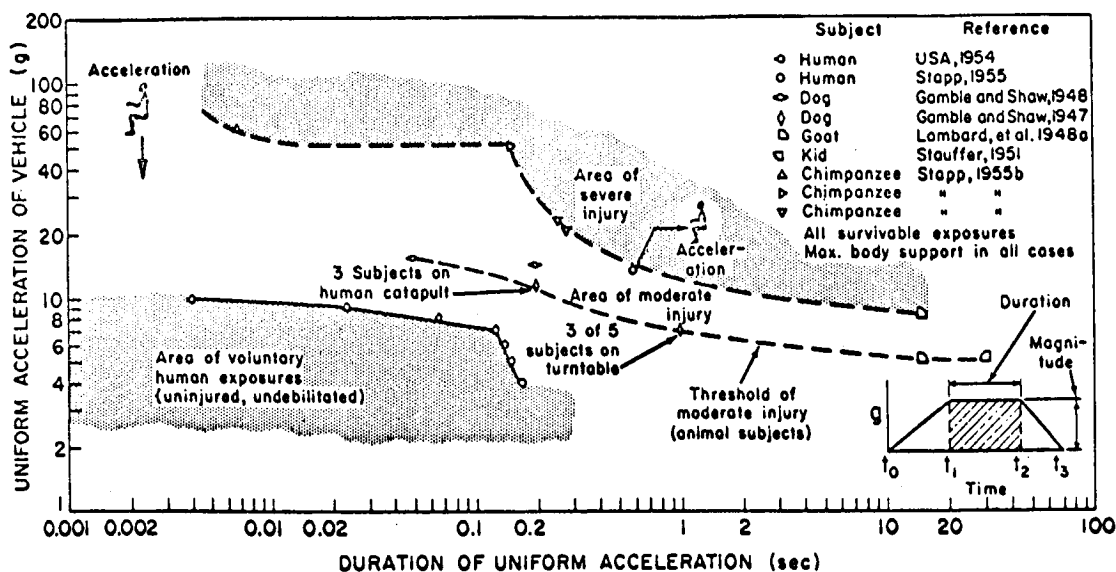 UNIFORM ACCELERATION OF VEHICLE (g)
200
100
80
60
40
20
10
8
6
4
2
1
Acceleration
Subject Reference
Human USA, 1954
Human Stapp, 1955
Dog Gamble and Shaw, 1948
Dog Gamble and Shaw, 1947
Goat Lombard, et al. 1948a
Kid Stauffer, 1951
Chimpanzee Stapp, 1955b
Chimpanzee " "
Chimpanzee " "
All survivable exposures
Max. body support in all cases
Area of
severe injury
Acceler-
ation
3 Subjects on
human catapult
Area of moderate
injury
3 of 5
subjects on
turntable
Area of voluntary
human exposures
(uninjured, undebilitated)
Threshold of
moderate injury
(animal subjects)
Duration
Magni-
tude
g
t0 t1 t2 t3
Time
0.001 0.002 0.01 0.02 0.1 0.2 1 2 10 20 100
DURATION OF UNIFORM ACCELERATION (sec)